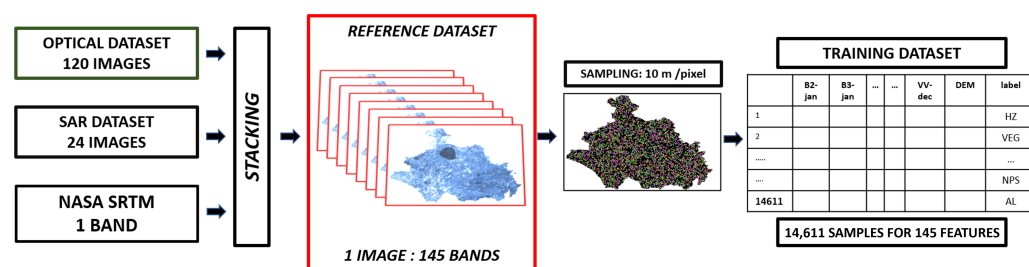 OPTICAL DATASET
120 IMAGES
SAR DATASET
24 IMAGES
NASA SRTM
1 BAND
STACKING
REFERENCE DATASET
1 IMAGE : 145 BANDS
SAMPLING: 10 m /pixel
TRAINING DATASET
B2-jan B3-jan ... ... VV-dec DEM label
1 HZ
2 VEG
..... ...
.... NPS
14611 AL
14,611 SAMPLES FOR 145 FEATURES